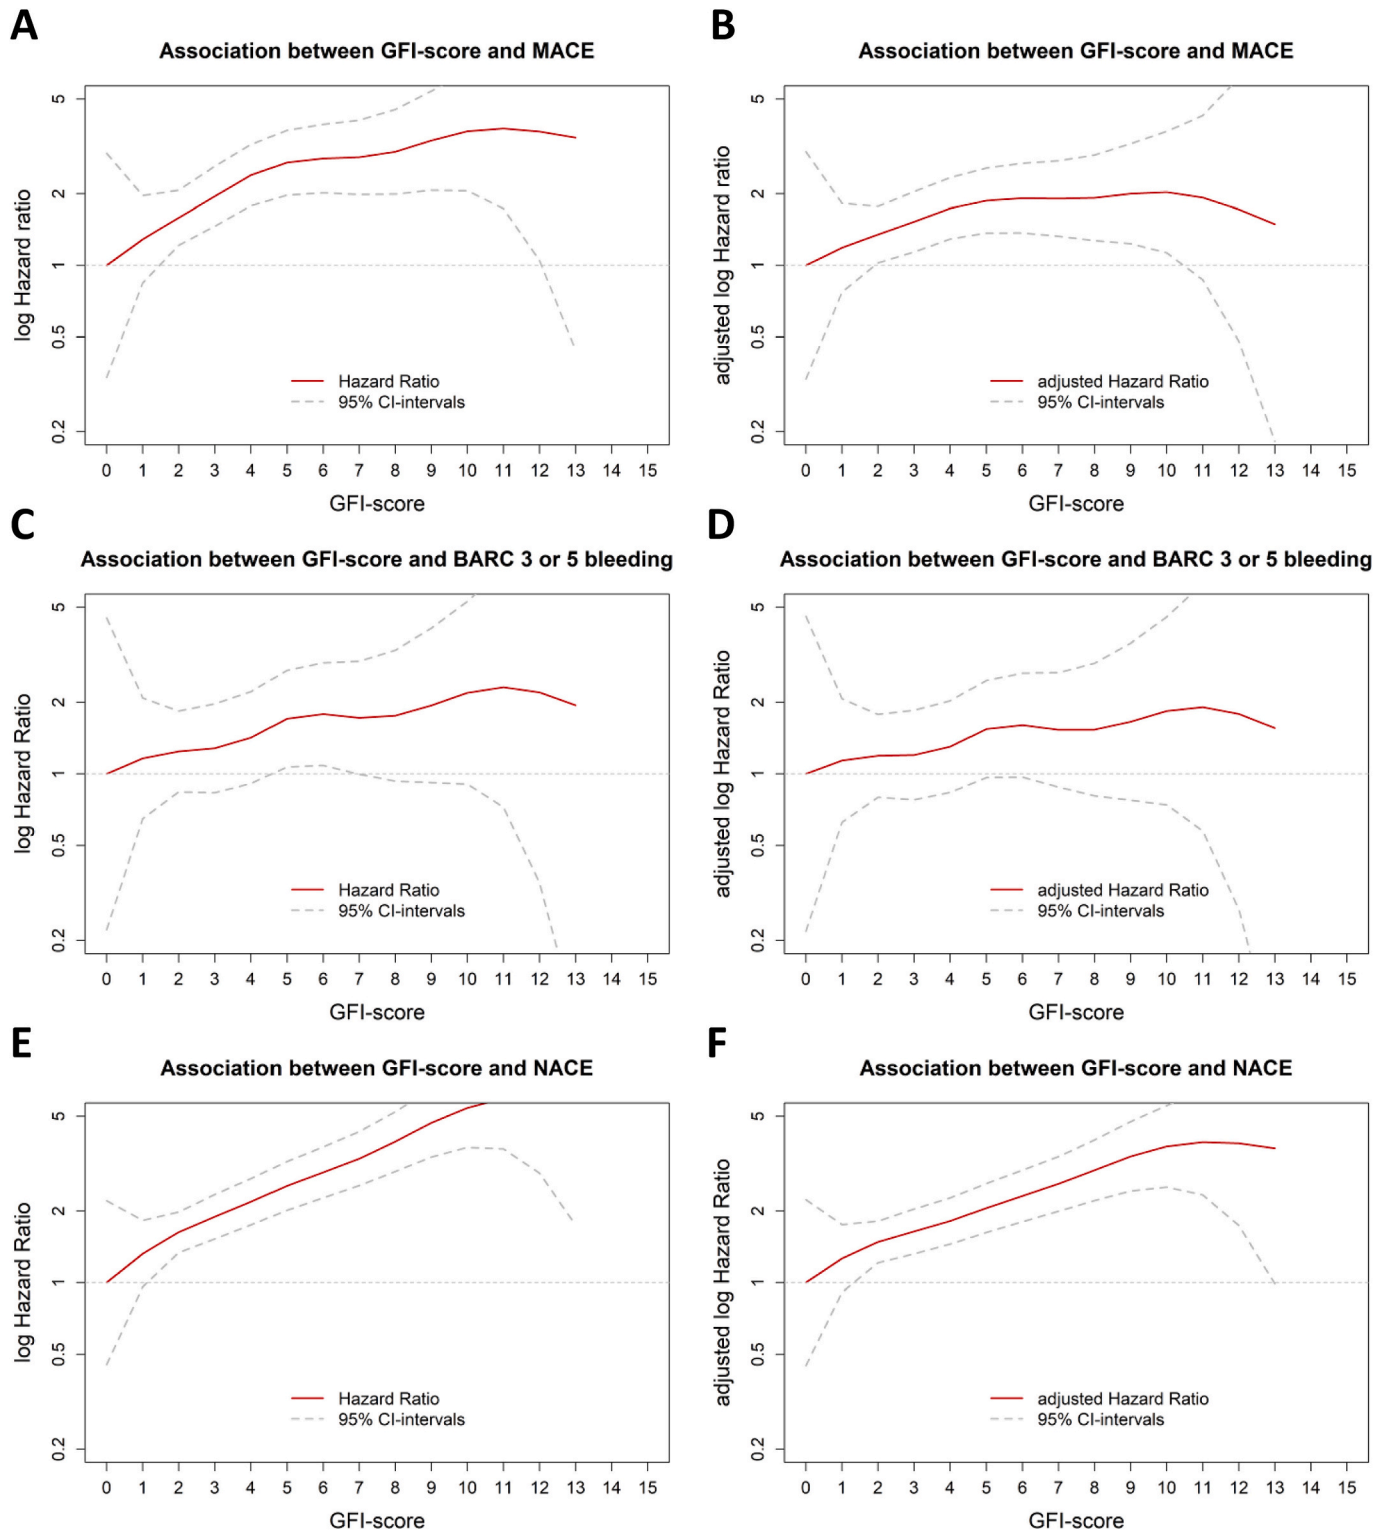 A
Association between GFI-score and MACE
log Hazard ratio
5
2
1
0.5
0.2
Hazard Ratio
95% CI-intervals
0 1 2 3 4 5 6 7 8 9 10 11 12 13 14 15
GFI-score
B
Association between GFI-score and MACE
adjusted log Hazard ratio
5
2
1
0.5
0.2
adjusted Hazard Ratio
95% CI-intervals
0 1 2 3 4 5 6 7 8 9 10 11 12 13 14 15
GFI-score
C
Association between GFI-score and BARC 3 or 5 bleeding
log Hazard Ratio
5
2
1
0.5
0.2
Hazard Ratio
95% CI-intervals
0 1 2 3 4 5 6 7 8 9 10 11 12 13 14 15
GFI-score
D
Association between GFI-score and BARC 3 or 5 bleeding
adjusted log Hazard Ratio
5
2
1
0.5
0.2
adjusted Hazard Ratio
95% CI-intervals
0 1 2 3 4 5 6 7 8 9 10 11 12 13 14 15
GFI-score
E
Association between GFI-score and NACE
log Hazard Ratio
5
2
1
0.5
0.2
Hazard Ratio
95% CI-intervals
0 1 2 3 4 5 6 7 8 9 10 11 12 13 14 15
GFI-score
F
Association between GFI-score and NACE
adjusted log Hazard Ratio
5
2
1
0.5
0.2
adjusted Hazard Ratio
95% CI-intervals
0 1 2 3 4 5 6 7 8 9 10 11 12 13 14 15
GFI-score